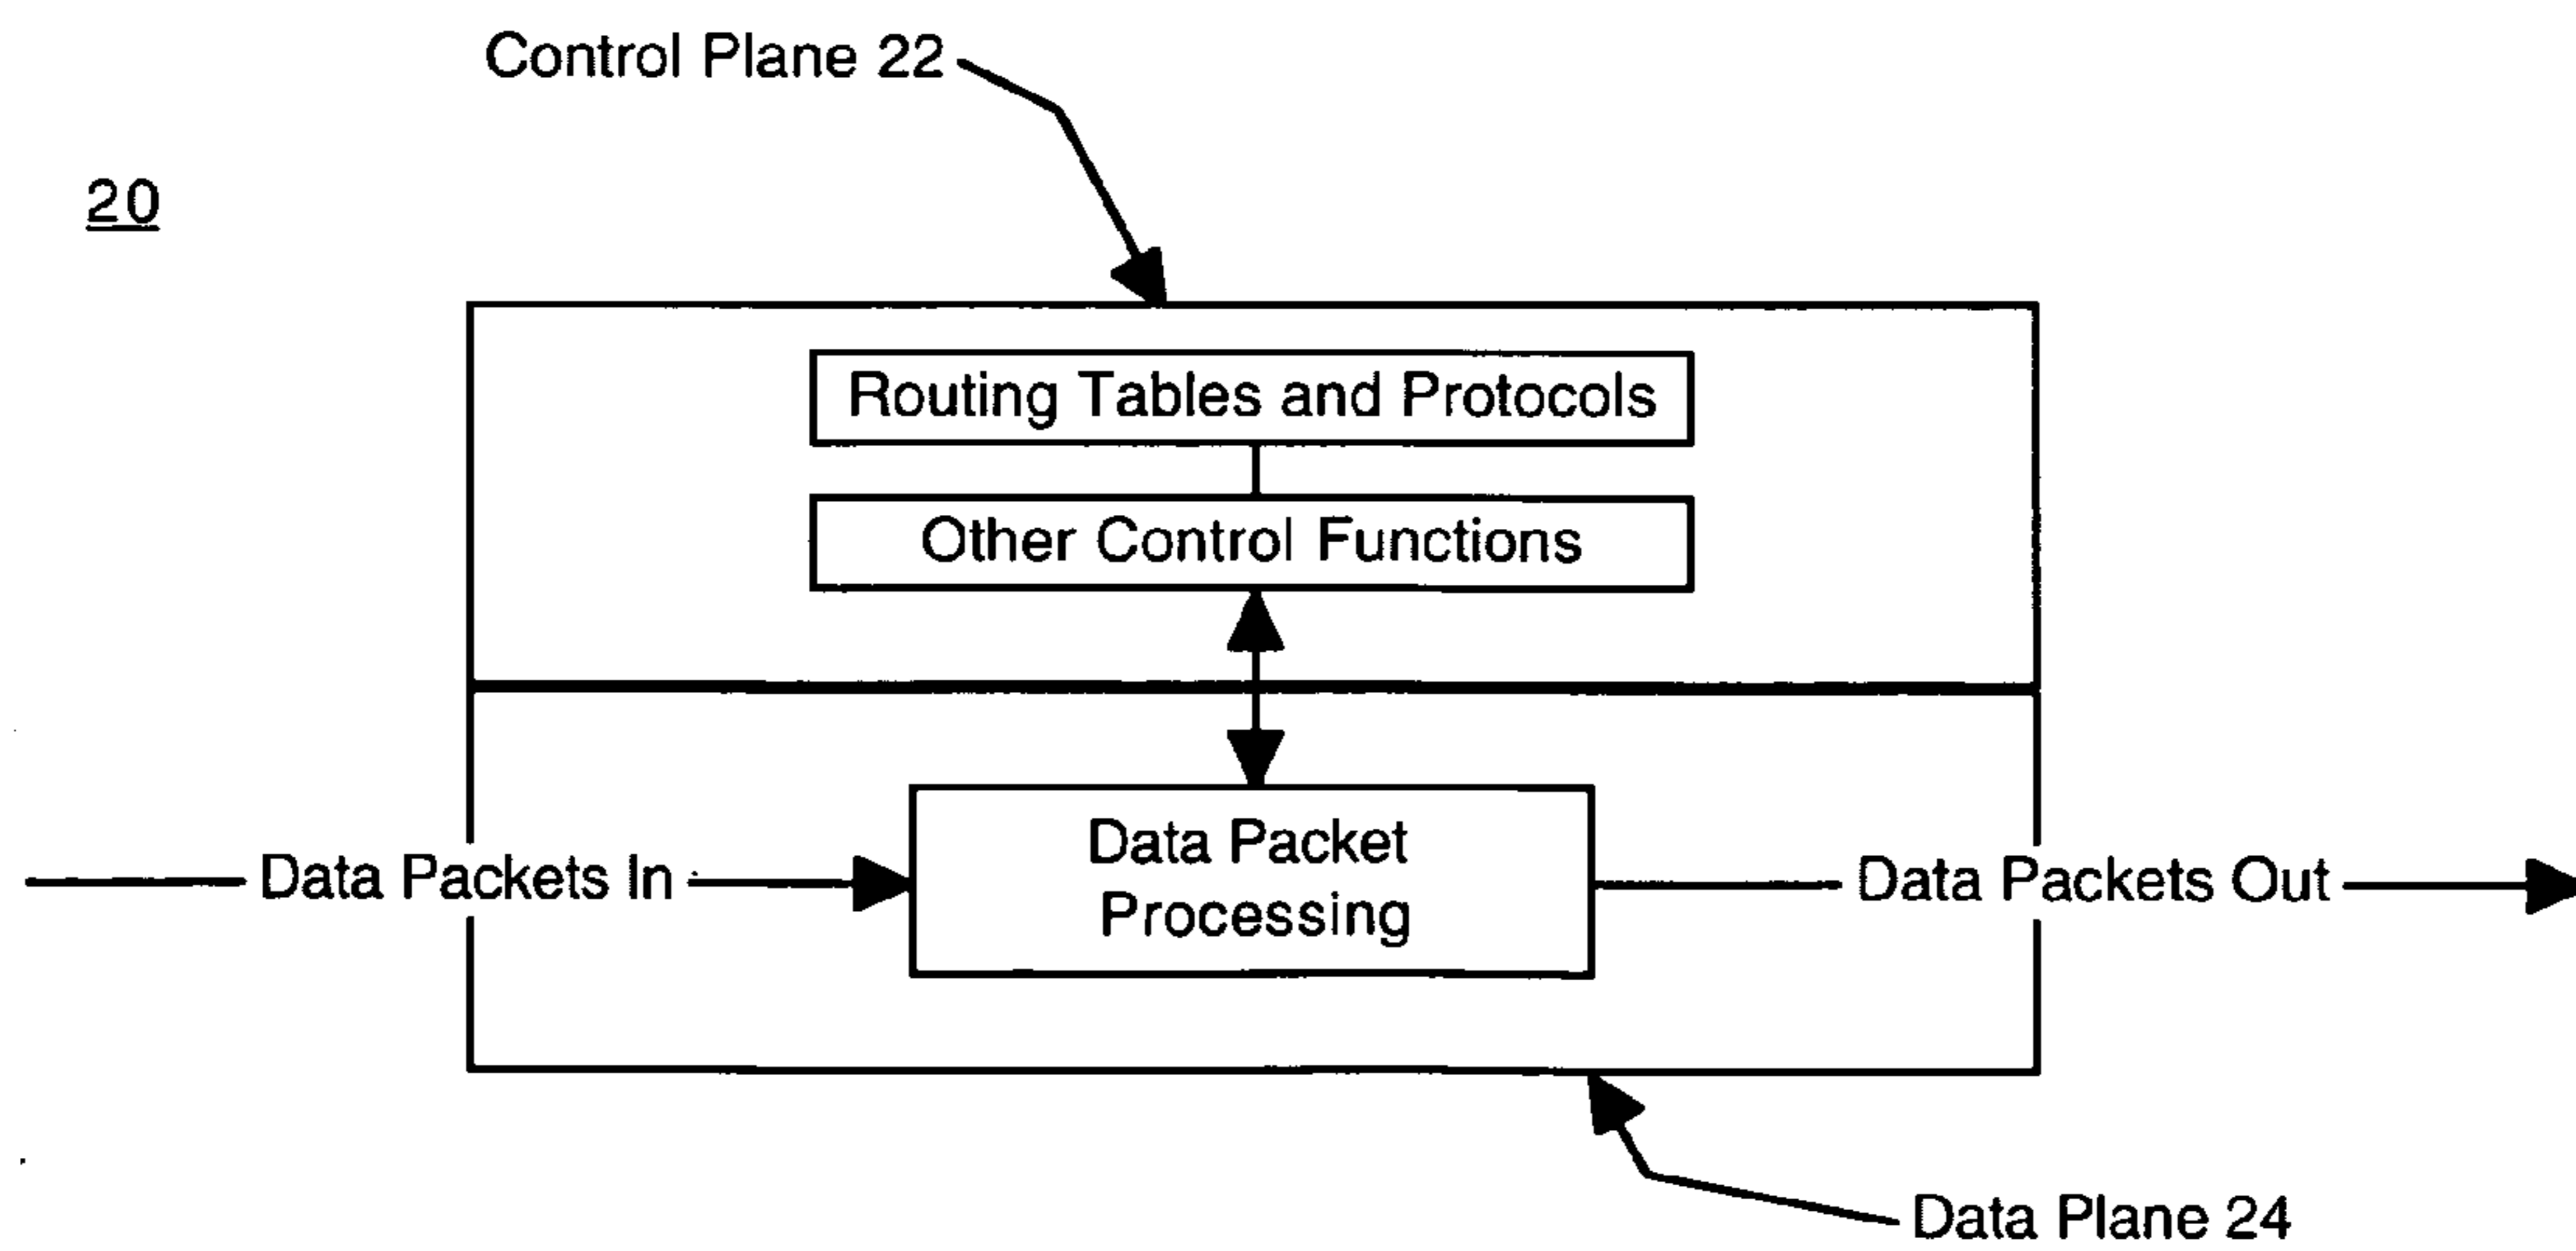 Control Plane 22
20
Routing Tables and Protocols
Other Control Functions
Data Packet
Processing
Data Packets In
Data Packets Out
Data Plane 24